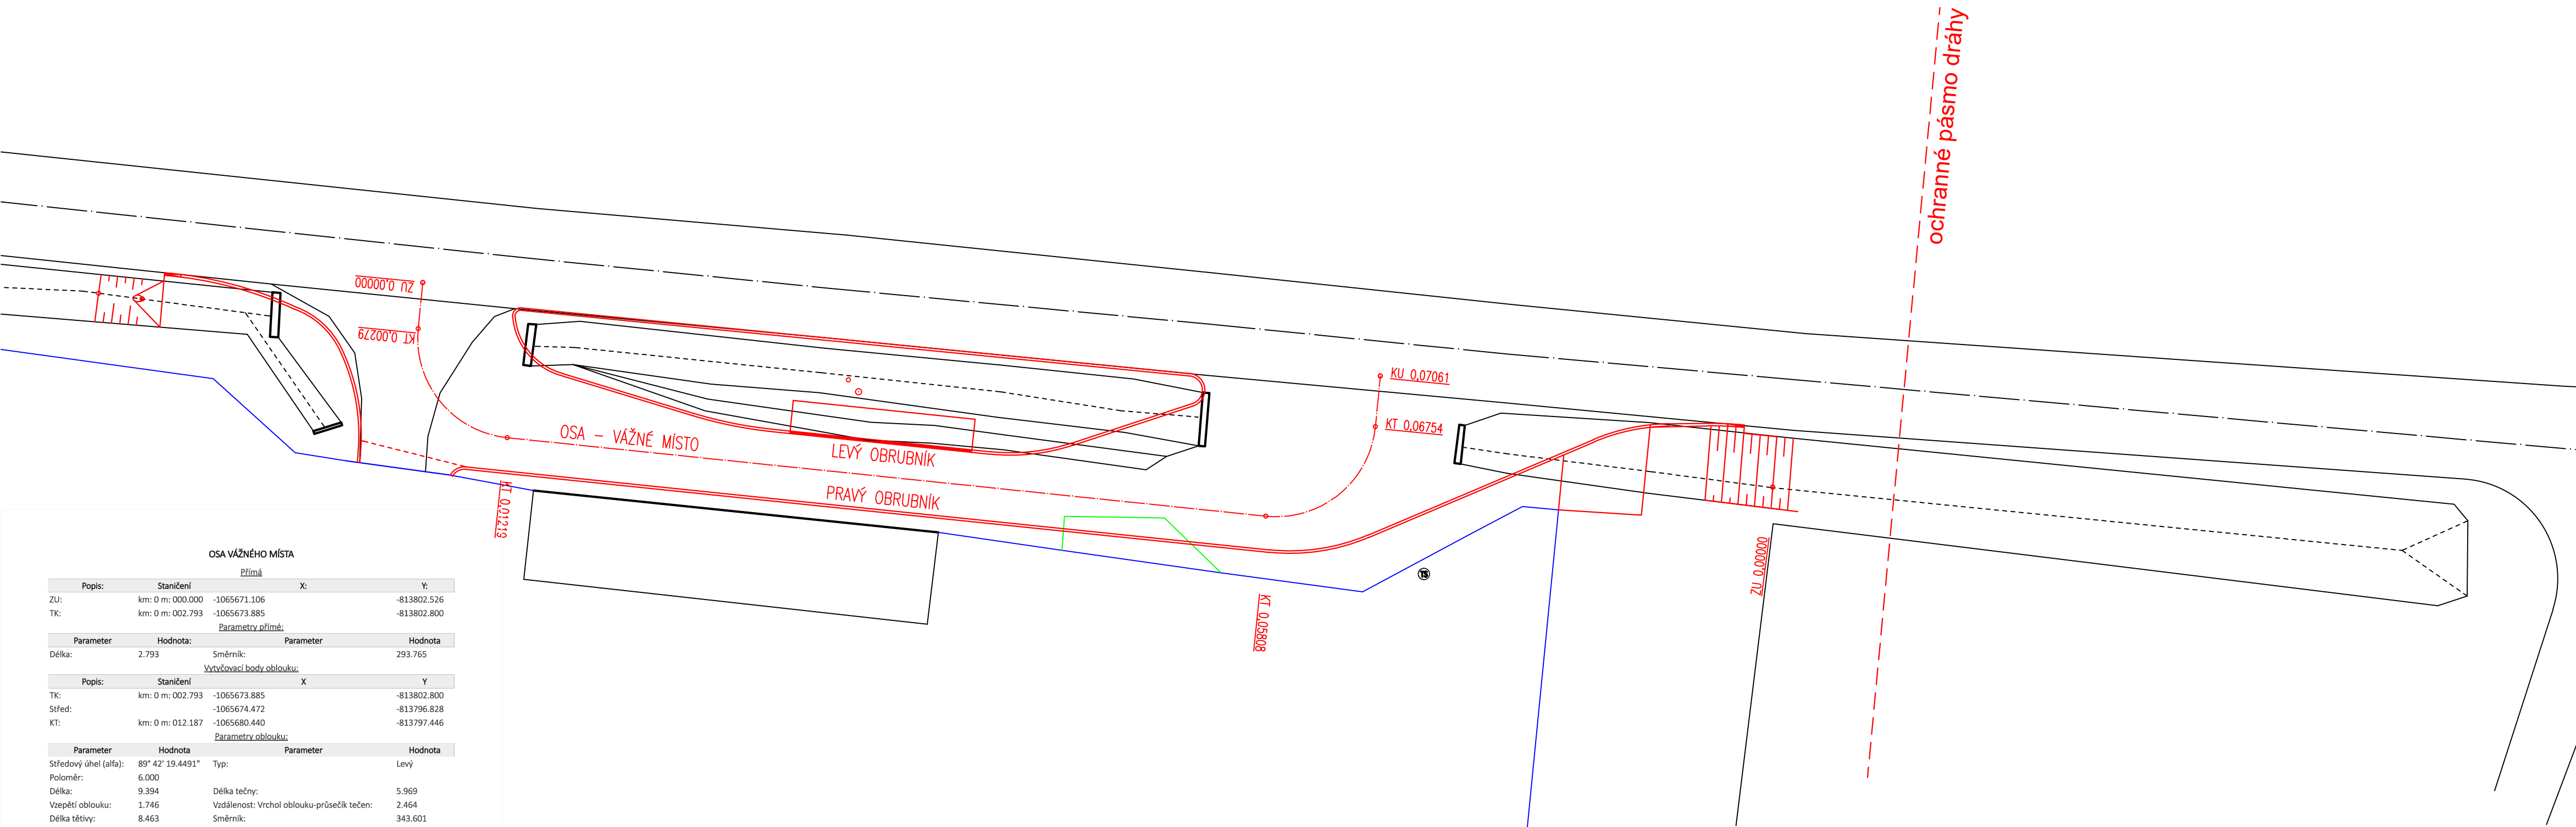 ochranné pásmo dráhy
ZU 0,00000
KT 0,00279
OSA – VÁŽNÉ MÍSTO
LEVÝ OBRUBNÍK
PRAVÝ OBRUBNÍK
KU 0,07061
KT 0,06754
KT 0,01219
KT 0,05808
ZU 0,00000
TS
OSA VÁŽNÉHO MÍSTA
Přímá
Popis: Staničení X: Y:
ZU: km: 0 m: 000.000 -1065671.106 -813802.526
TK: km: 0 m: 002.793 -1065673.885 -813802.800
Parametry přímé:
Parameter Hodnota: Parameter Hodnota
Délka: 2.793 Směrník: 293.765
Vytyčovací body oblouku:
Popis: Staničení X Y
TK: km: 0 m: 002.793 -1065673.885 -813802.800
Střed: -1065674.472 -813796.828
KT: km: 0 m: 012.187 -1065680.440 -813797.446
Parametry oblouku:
Parameter Hodnota Parameter Hodnota
Středový úhel (alfa): 89° 42' 19.4491" Typ: Levý
Poloměr: 6.000
Délka: 9.394 Délka tečny: 5.969
Vzepětí oblouku: 1.746 Vzdálenost: Vrchol oblouku-průsečík tečen: 2.464
Délka tětivy: 8.463 Směrník: 343.601